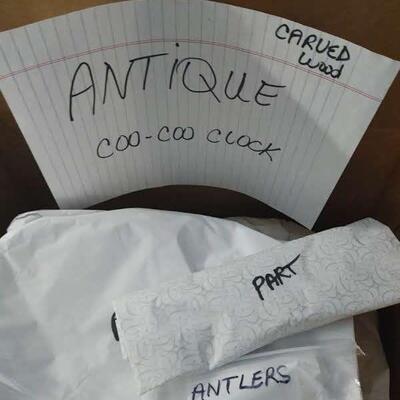 CARVED
Wood
ANTIQUE
COO-COO CLOCK
PART
ANTLERS